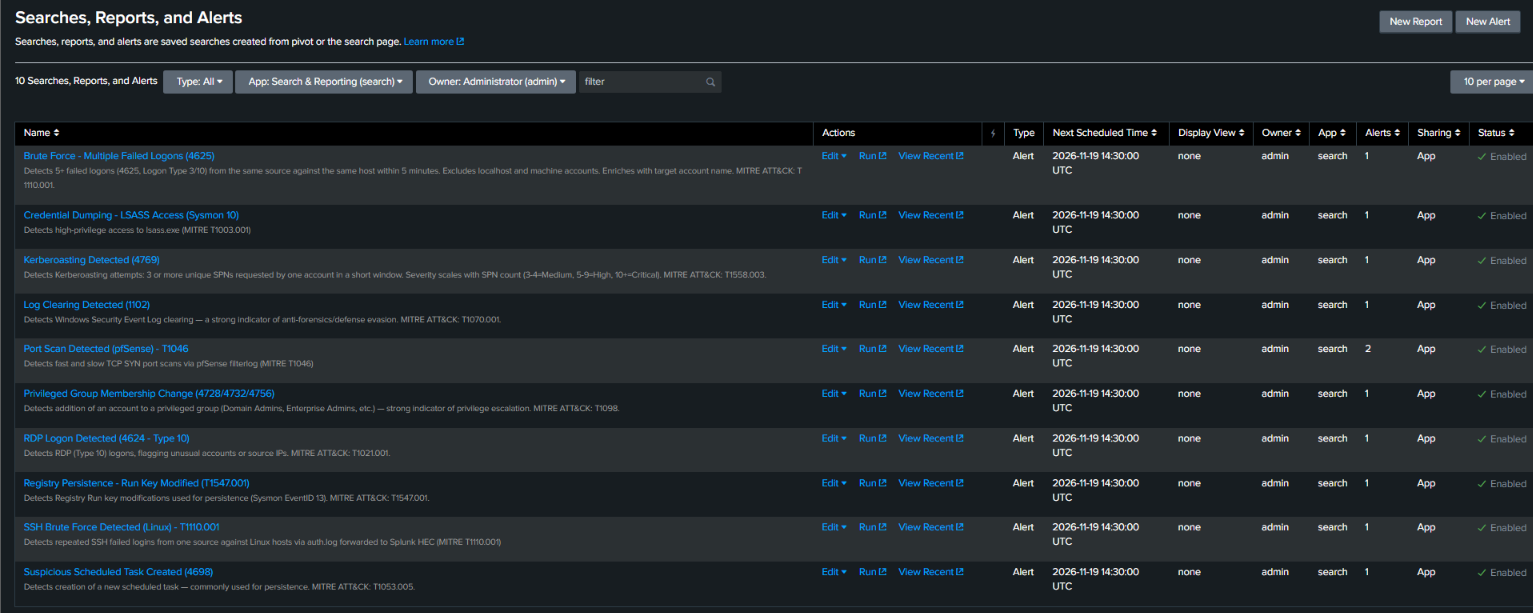 Searches, Reports, and Alerts
New Report New Alert
Searches, reports, and alerts are saved searches created from pivot or the search page. Learn more
10 Searches, Reports, and Alerts Type: All App: Search & Reporting (search) Owner: Administrator (admin) filter 10 per page
Name Actions Type Next Scheduled Time Display View Owner App Alerts Sharing Status
Brute Force - Multiple Failed Logons (4625) Edit Run View Recent Alert 2026-11-19 14:30:00 none admin search 1 App Enabled
Detects 5+ failed logons (4625, Logon Type 3/10) from the same source against the same host within 5 minutes. Excludes localhost and machine accounts. Enriches with target account name. MITRE ATT&CK: T UTC
1110.001.
Credential Dumping - LSASS Access (Sysmon 10) Edit Run View Recent Alert 2026-11-19 14:30:00 none admin search 1 App Enabled
Detects high-privilege access to lsass.exe (MITRE T1003.001) UTC
Kerberoasting Detected (4769) Edit Run View Recent Alert 2026-11-19 14:30:00 none admin search 1 App Enabled
Detects Kerberoasting attempts: 3 or more unique SPNs requested by one account in a short window. Severity scales with SPN count (3-4=Medium, 5-9=High, 10+=Critical). MITRE ATT&CK: T1558.003. UTC
Log Clearing Detected (1102) Edit Run View Recent Alert 2026-11-19 14:30:00 none admin search 1 App Enabled
Detects Windows Security Event Log clearing — a strong indicator of anti-forensics/defense evasion. MITRE ATT&CK: T1070.001. UTC
Port Scan Detected (pfSense) - T1046 Edit Run View Recent Alert 2026-11-19 14:30:00 none admin search 2 App Enabled
Detects fast and slow TCP SYN port scans via pfSense filterlog (MITRE T1046) UTC
Privileged Group Membership Change (4728/4732/4756) Edit Run View Recent Alert 2026-11-19 14:30:00 none admin search 1 App Enabled
Detects addition of an account to a privileged group (Domain Admins, Enterprise Admins, etc.) — strong indicator of privilege escalation. MITRE ATT&CK: T1098. UTC
RDP Logon Detected (4624 - Type 10) Edit Run View Recent Alert 2026-11-19 14:30:00 none admin search 1 App Enabled
Detects RDP (Type 10) logons, flagging unusual accounts or source IPs. MITRE ATT&CK: T1021.001. UTC
Registry Persistence - Run Key Modified (T1547.001) Edit Run View Recent Alert 2026-11-19 14:30:00 none admin search 1 App Enabled
Detects Registry Run key modifications used for persistence (Sysmon EventID 13). MITRE ATT&CK: T1547.001. UTC
SSH Brute Force Detected (Linux) - T1110.001 Edit Run View Recent Alert 2026-11-19 14:30:00 none admin search 1 App Enabled
Detects repeated SSH failed logins from one source against Linux hosts via auth.log forwarded to Splunk HEC (MITRE T1110.001) UTC
Suspicious Scheduled Task Created (4698) Edit Run View Recent Alert 2026-11-19 14:30:00 none admin search 1 App Enabled
Detects creation of a new scheduled task — commonly used for persistence. MITRE ATT&CK: T1053.005. UTC